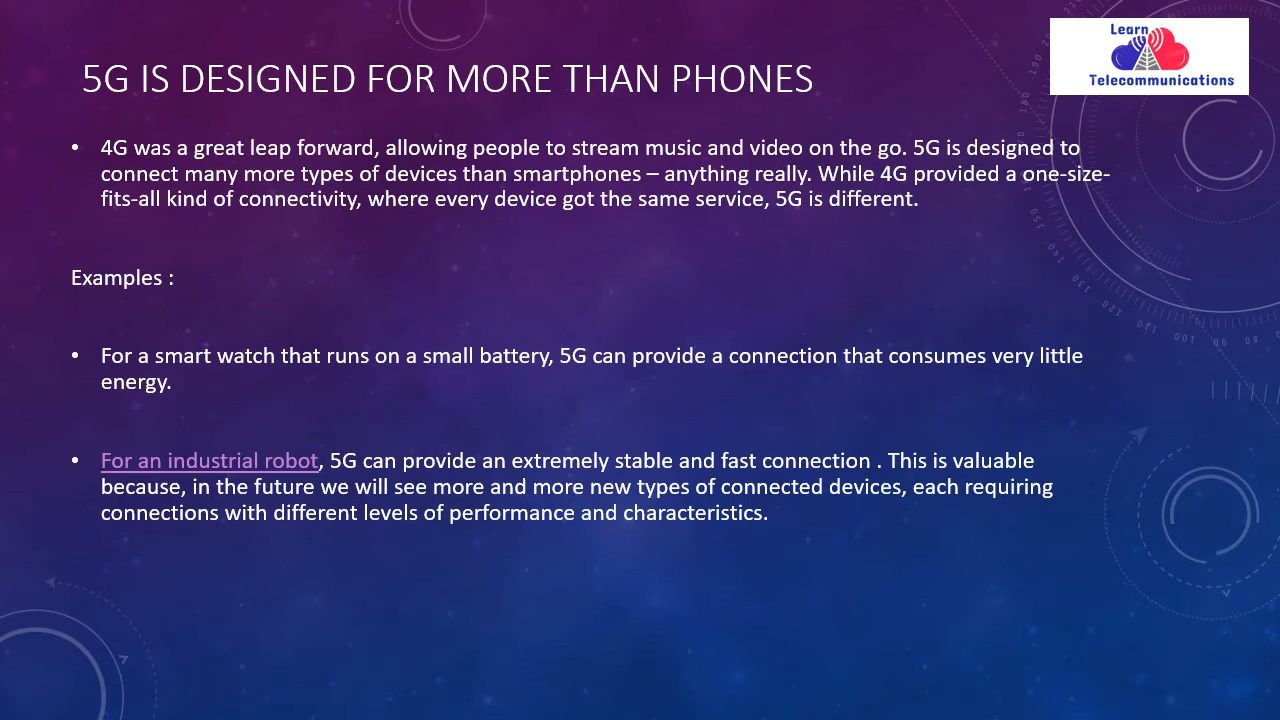 Learn
Telecommunications
5G IS DESIGNED FOR MORE THAN PHONES
• 4G was a great leap forward, allowing people to stream music and video on the go. 5G is designed to
connect many more types of devices than smartphones – anything really. While 4G provided a one-size-
fits-all kind of connectivity, where every device got the same service, 5G is different.
Examples :
• For a smart watch that runs on a small battery, 5G can provide a connection that consumes very little
energy.
• For an industrial robot, 5G can provide an extremely stable and fast connection . This is valuable
because, in the future we will see more and more new types of connected devices, each requiring
connections with different levels of performance and characteristics.